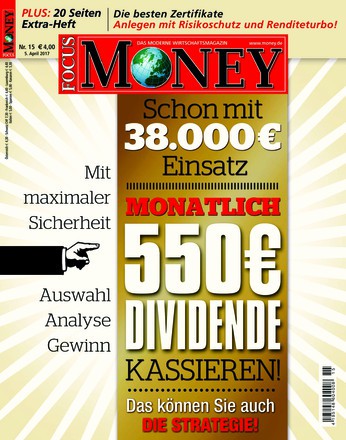 PLUS: 20 Seiten
Extra-Heft
Die besten Zertifikate
Anlegen mit Risikoschutz und Renditeturbo!
Nr. 15 € 4,00
5. April 2017
DAS MODERNE WIRTSCHAFTSMAGAZIN
www.money.de
FOCUS
MONEY
Schon mit
38.000 €
Einsatz
MONATLICH
550 €
DIVIDENDE
KASSIEREN!
Das können Sie auch
DIE STRATEGIE!
Mit
maximaler
Sicherheit
Auswahl
Analyse
Gewinn